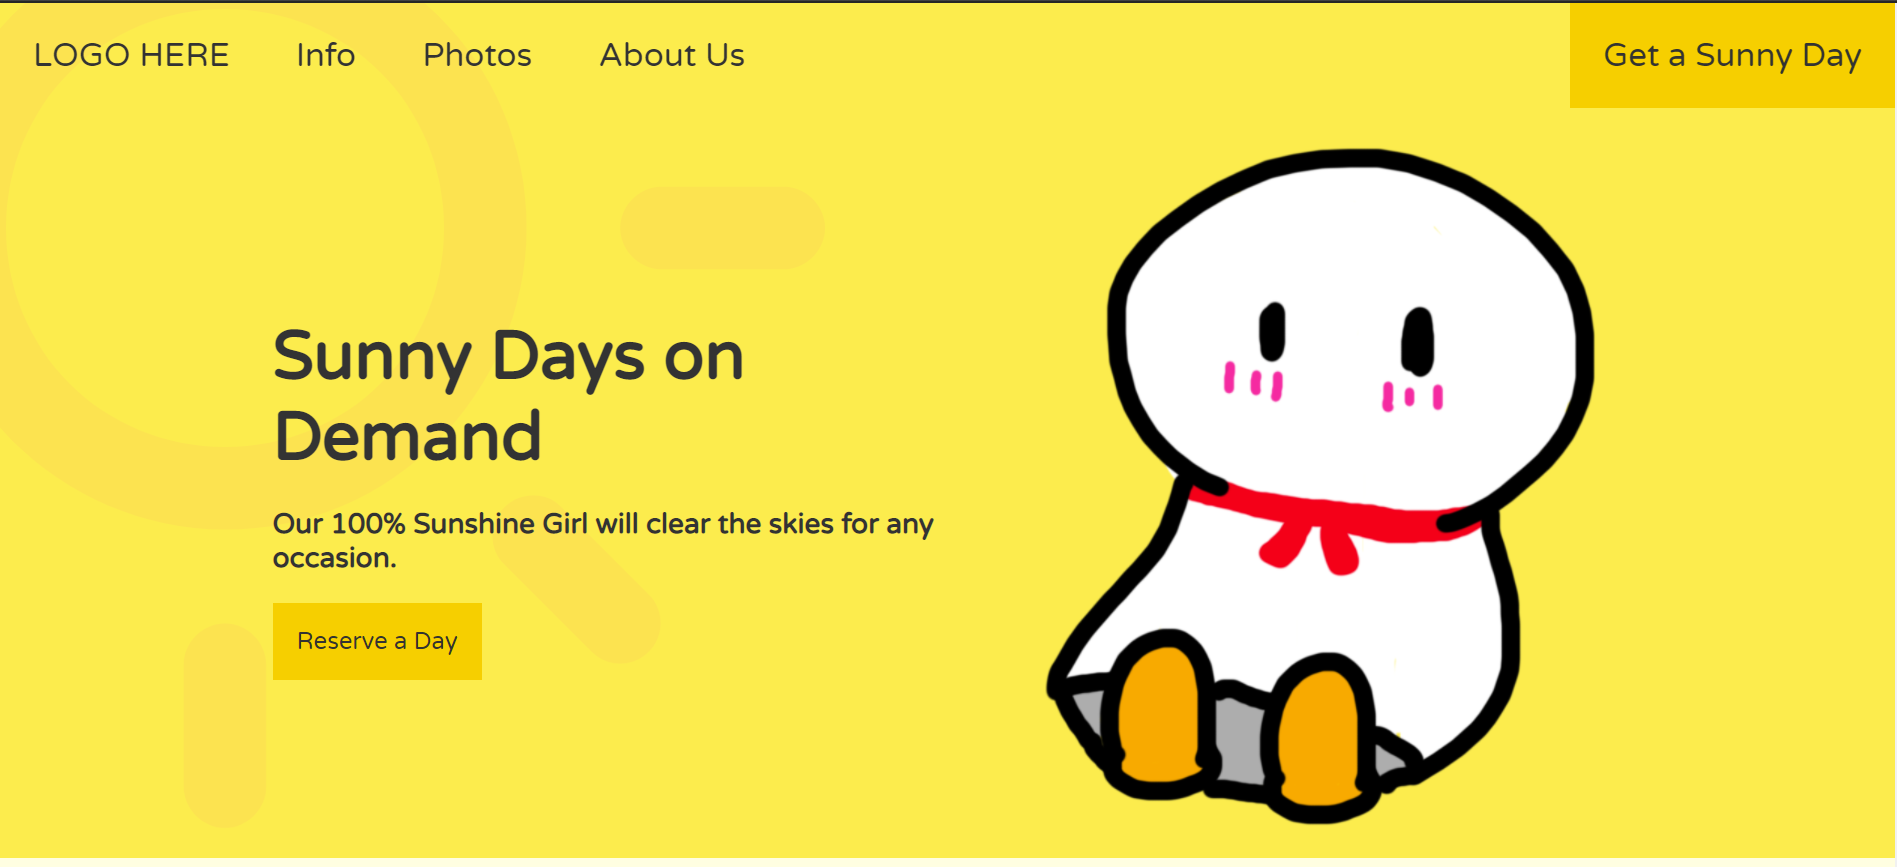 LOGO HERE Info Photos About Us Get a Sunny Day
Sunny Days on
Demand
Our 100% Sunshine Girl will clear the skies for any
occasion.
Reserve a Day